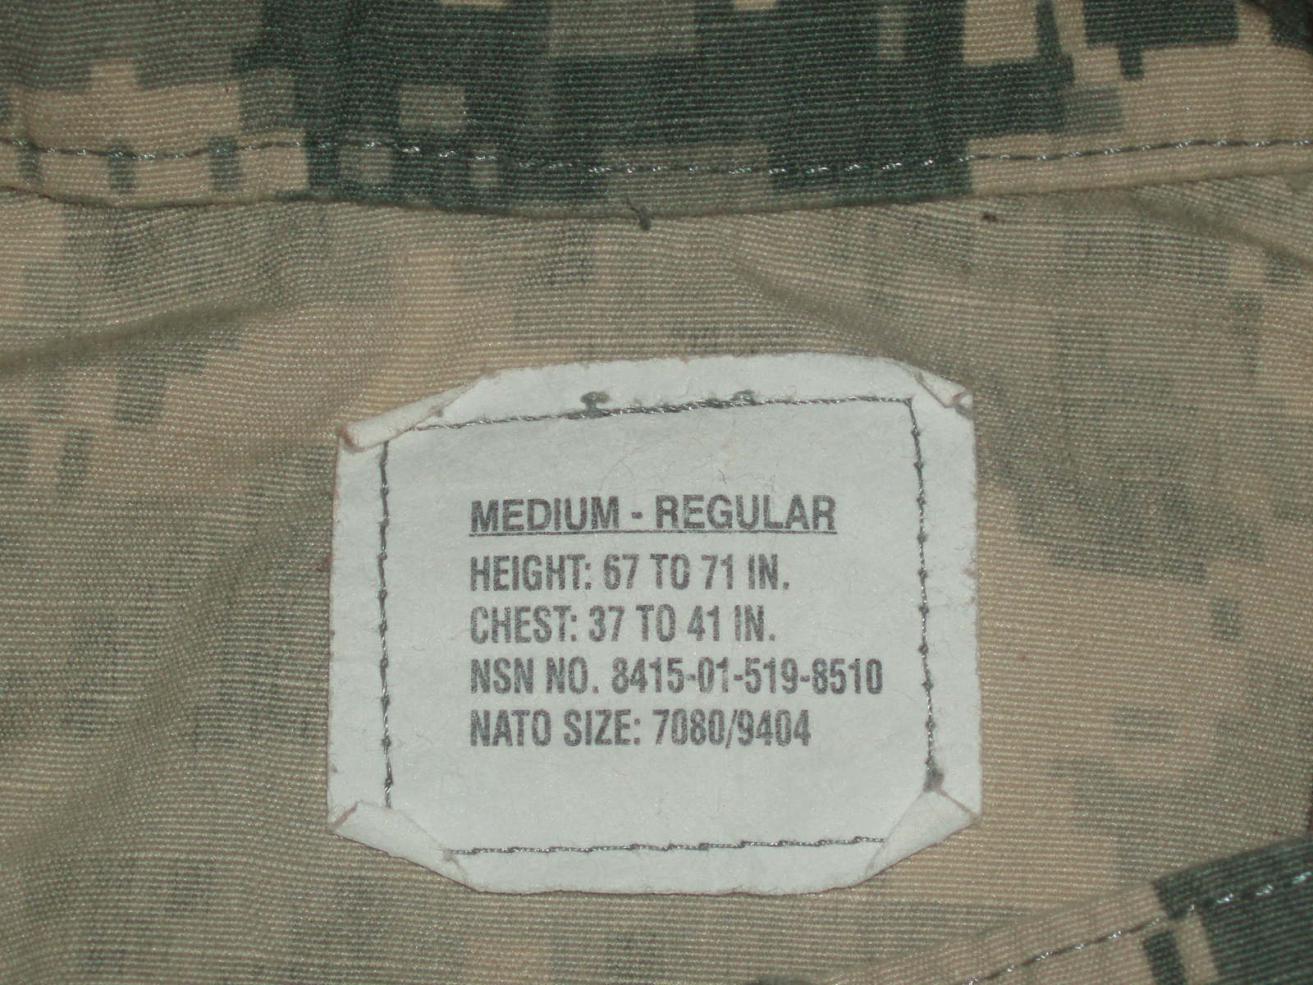 MEDIUM - REGULAR
HEIGHT: 67 TO 71 IN.
CHEST: 37 TO 41 IN.
NSN NO. 8415-01-519-8510
NATO SIZE: 7080/9404